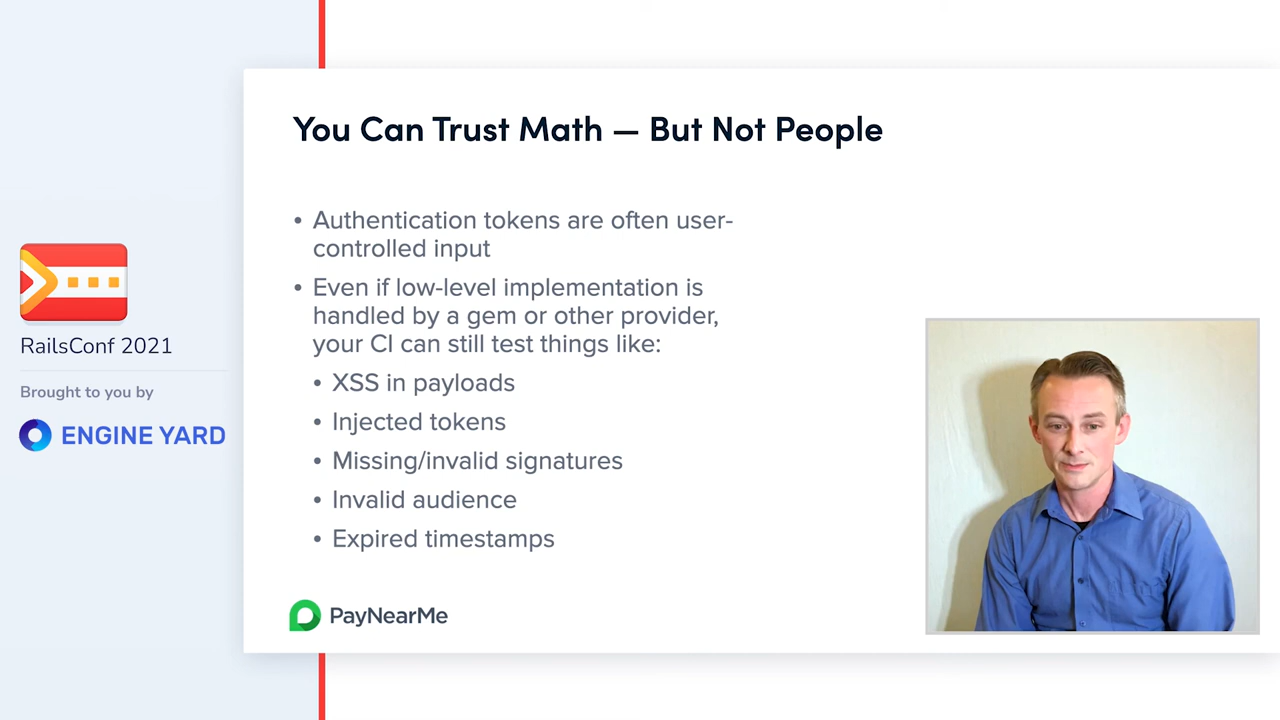 You Can Trust Math — But Not People
• Authentication tokens are often user-
controlled input
• Even if low-level implementation is
handled by a gem or other provider,
your CI can still test things like:
• XSS in payloads
• Injected tokens
• Missing/invalid signatures
• Invalid audience
• Expired timestamps
PayNearMe
RailsConf 2021
Brought to you by
ENGINE YARD